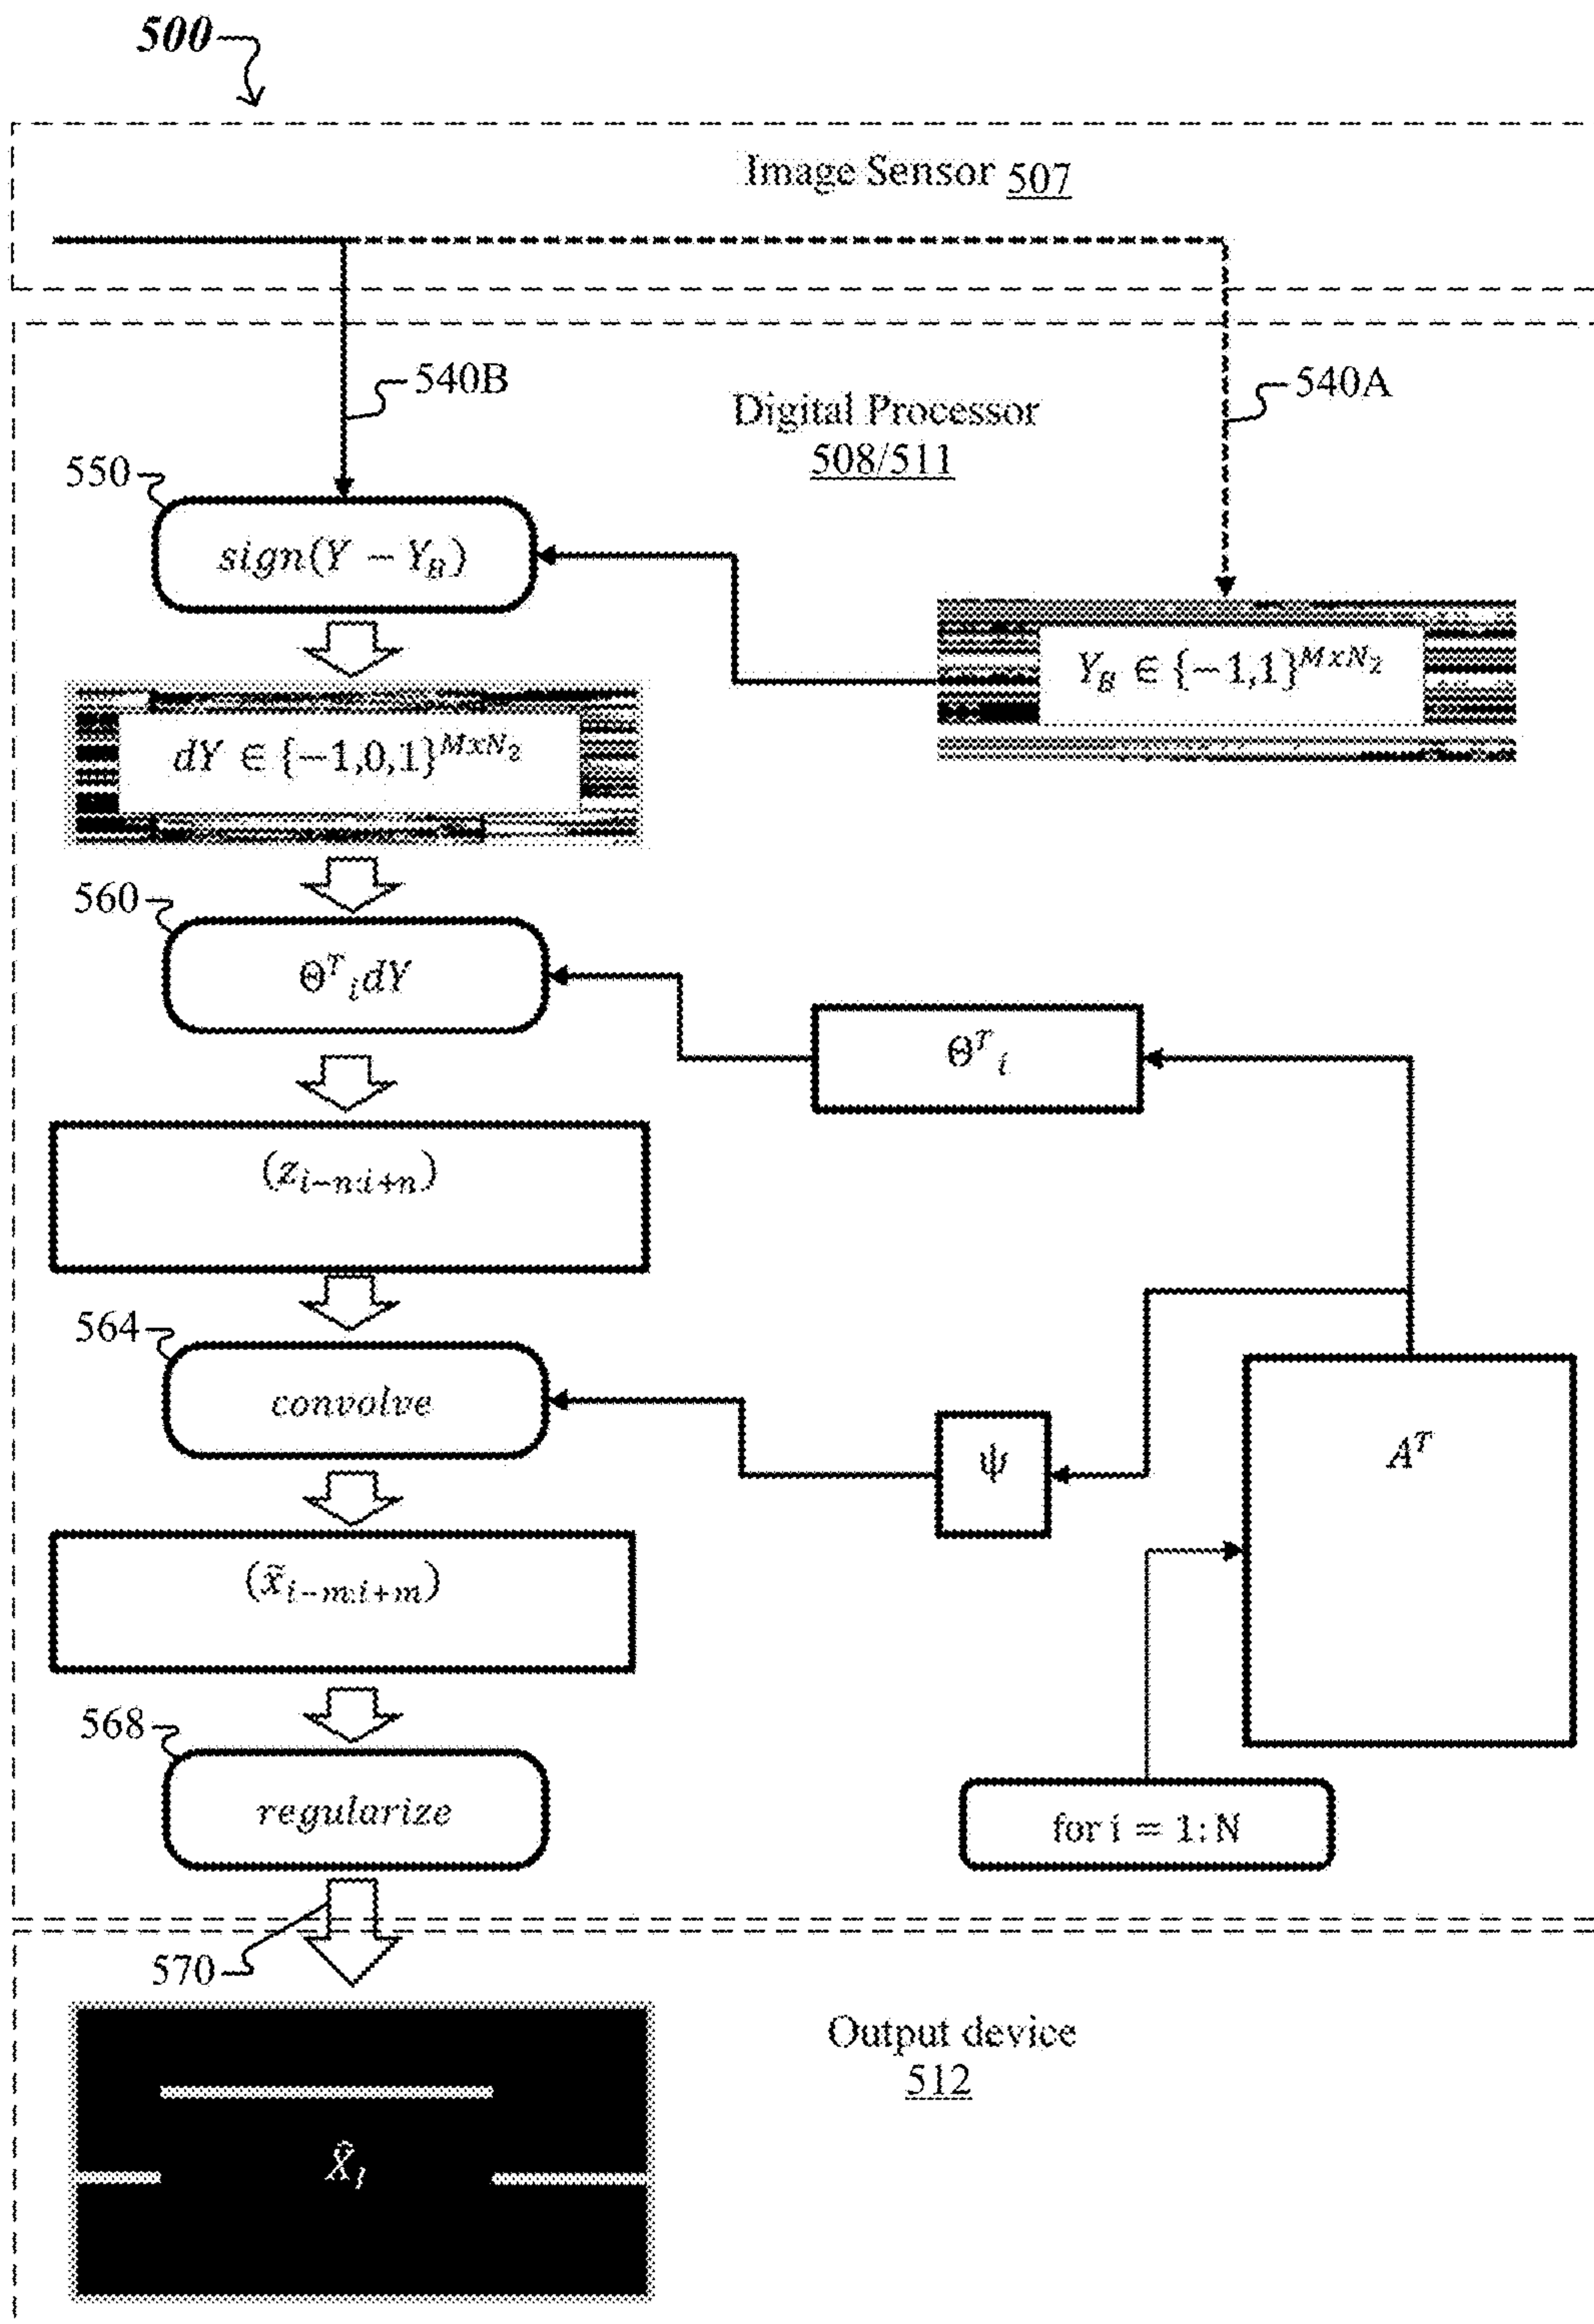 500
Image Sensor 507
540B
540A
Digital Processor
508/511
550
sign(Y − Y_B)
Y_B ∈ {−1,1}^{MxN_2}
dY ∈ {−1,0,1}^{MxN_2}
560
Θ^T_i dY
Θ^T_i
(z_{i−n:i+n})
564
convolve
ψ
A^T
(x̃_{i−m:i+m})
568
regularize
for i = 1: N
570
Output device
512